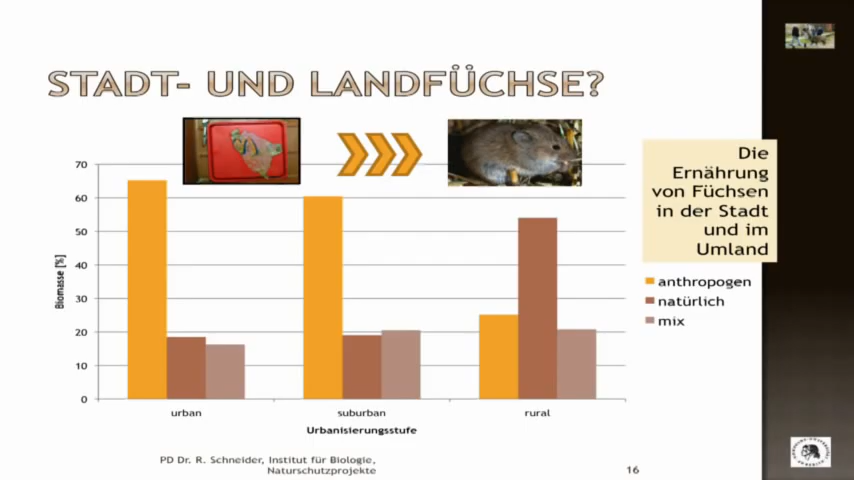 STADT- UND LANDFÜCHSE?
70
60
50
40
30
20
10
0
Biomasse [%]
urban
suburban
rural
Urbanisierungsstufe
Die
Ernährung
von Füchsen
in der Stadt
und im
Umland
anthropogen
natürlich
mix
PD Dr. R. Schneider, Institut für Biologie,
Naturschutzprojekte
16